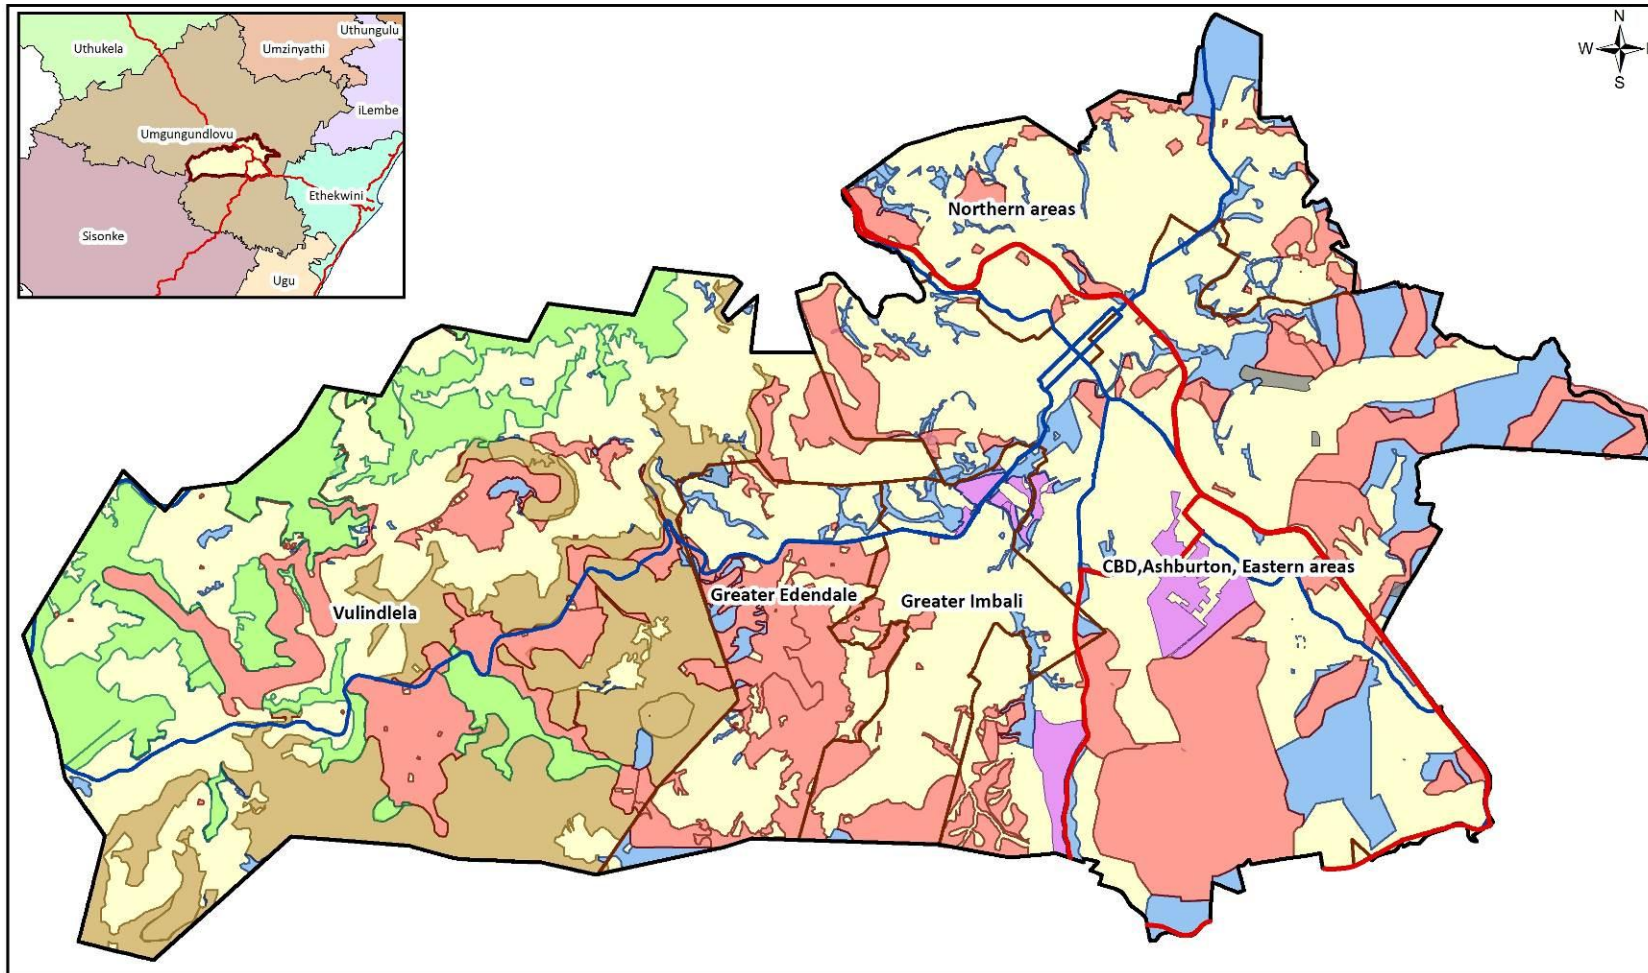 Uthungulu
Uthukela
Umzinyathi
iLembe
Umgungundlovu
Ethekwini
Sisonke
Ugu
N
W
S
Northern areas
CBD,Ashburton, Eastern areas
Greater Edendale
Greater Imbali
Vulindlela